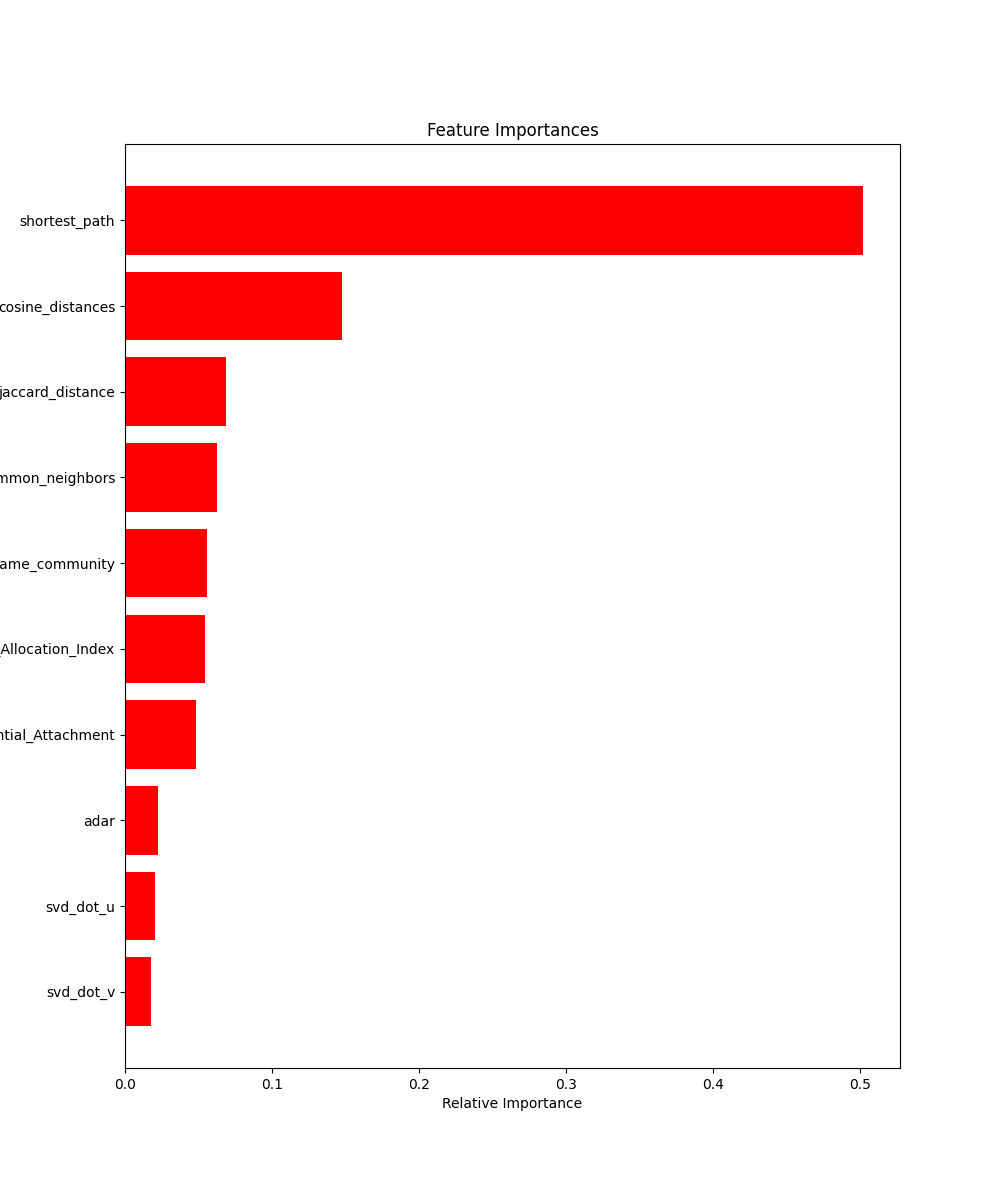 Feature Importances
shortest_path
cosine_distances
jaccard_distance
mmon_neighbors
ame_community
_Allocation_Index
ntial_Attachment
adar
svd_dot_u
svd_dot_v
0.0 0.1 0.2 0.3 0.4 0.5
Relative Importance